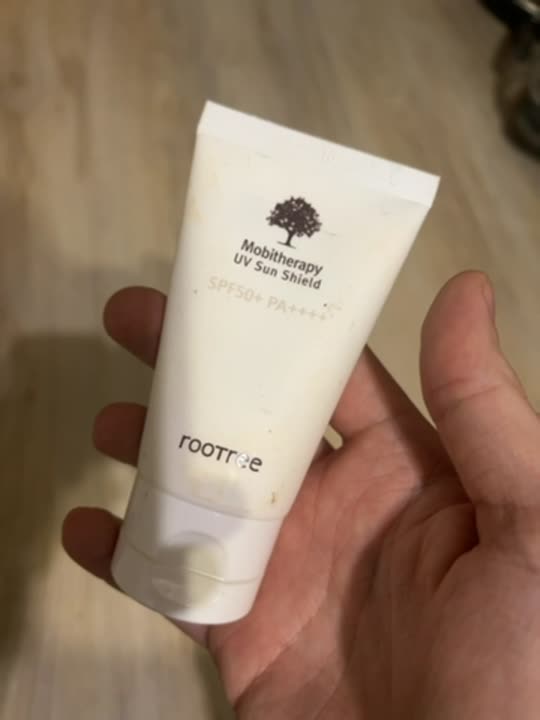 Mobitherapy
UV Sun Shield
SPF50+ PA++++
rooTree